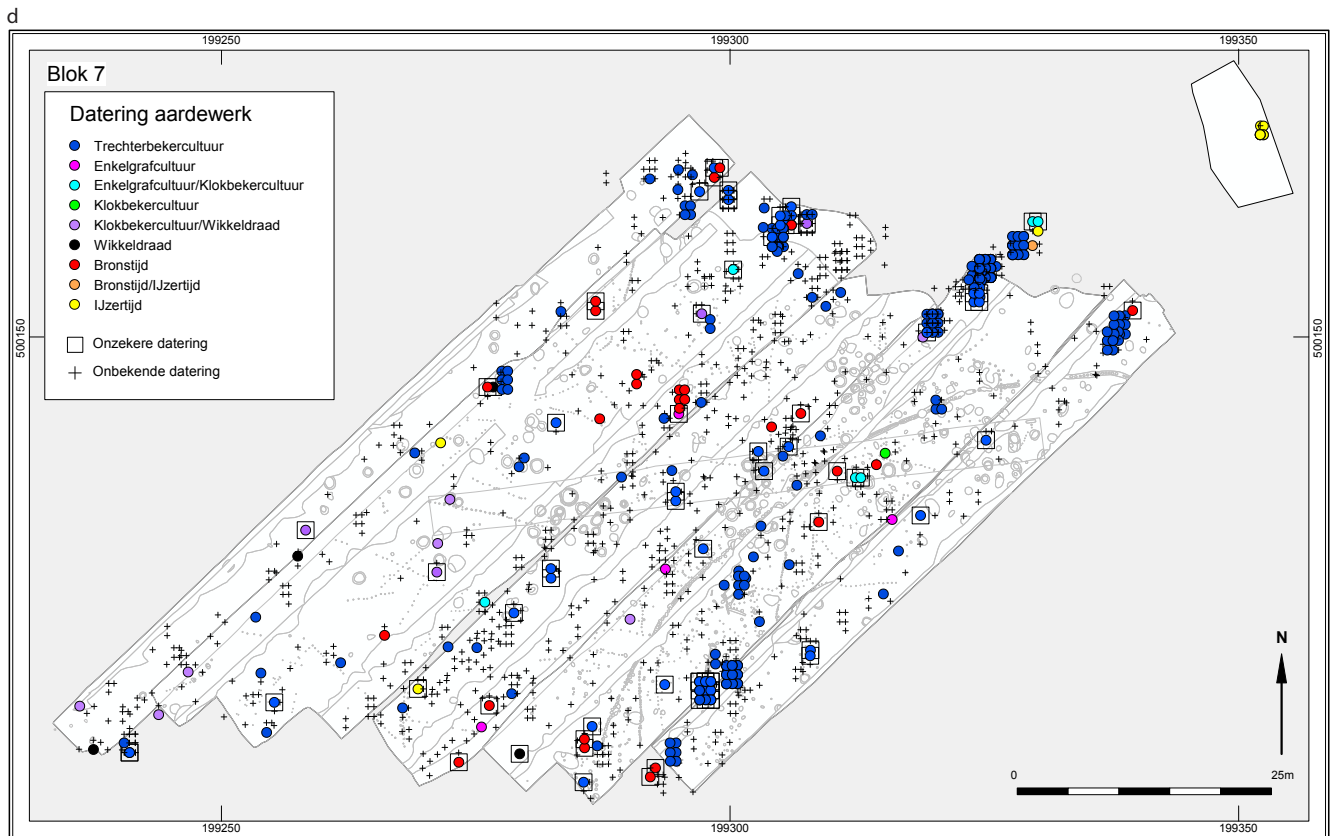 d
199250
199300
199350
Blok 7
Datering aardewerk
Trechterbekercultuur
Enkelgrafcultuur
Enkelgrafcultuur/Klokbekercultuur
Klokbekercultuur
Klokbekercultuur/Wikkeldraad
Wikkeldraad
Bronstijd
Bronstijd/IJzertijd
IJzertijd
Onzekere datering
Onbekende datering
500150
500150
N
0
25m
199250
199300
199350